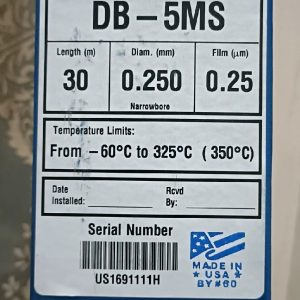 DB-5MS
Length (m) Diam. (mm) Film (μm)
30 0.250 0.25
Narrowbore
Temperature Limits:
From -60°C to 325°C (350°C)
Date Rcvd
Installed: By:
Serial Number
US1691111H
MADE IN
USA
BY #60